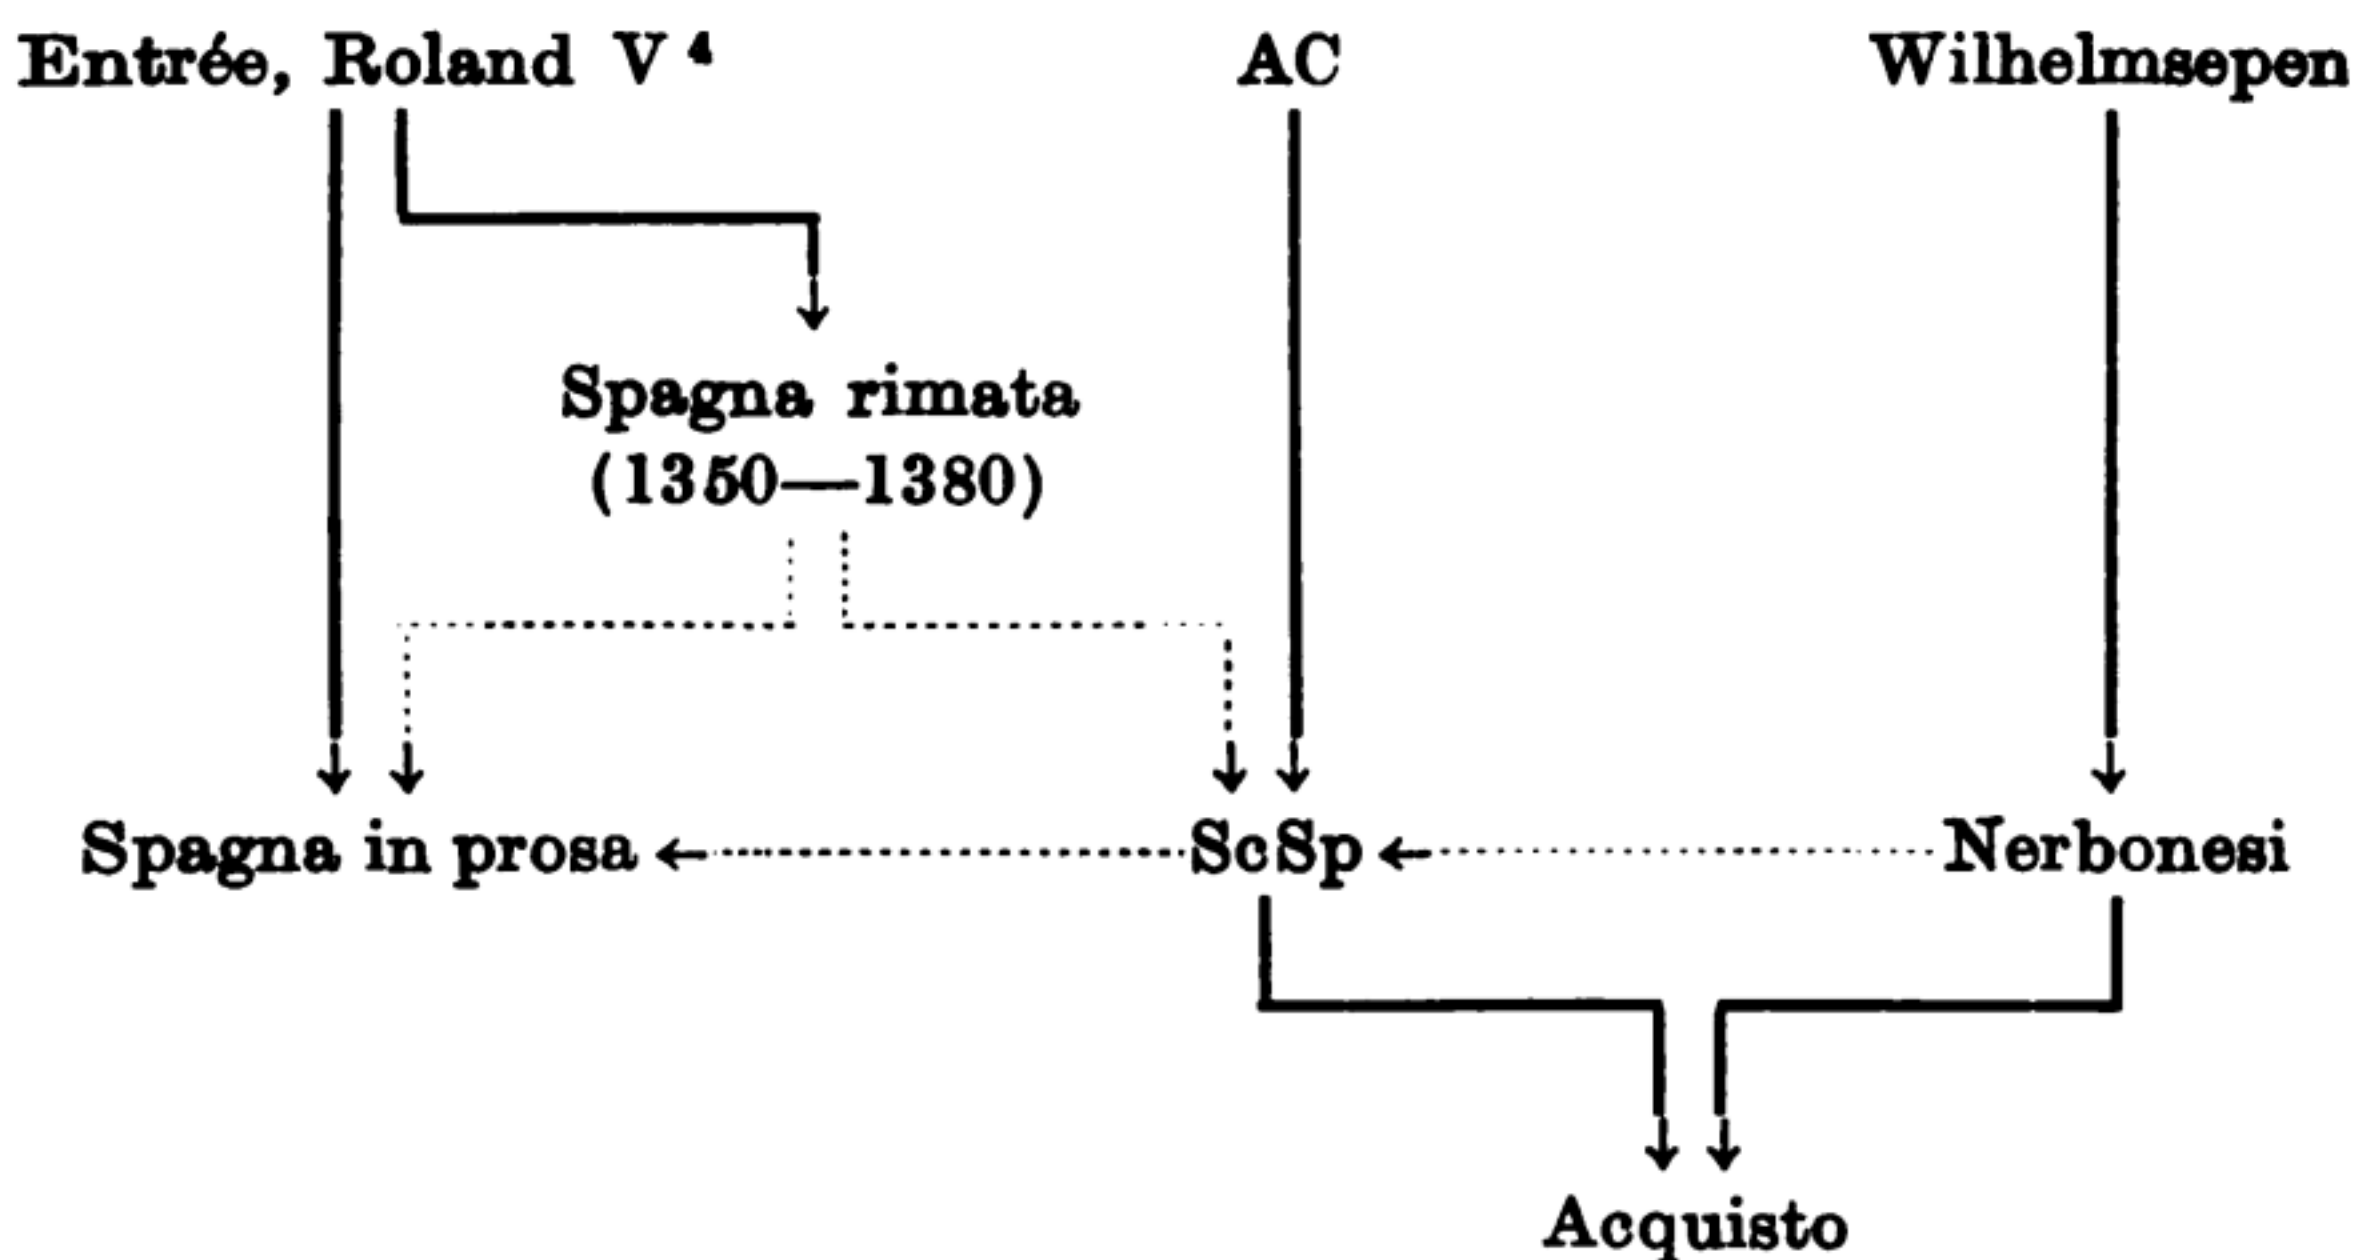 Entrée, Roland V⁴ AC Wilhelmsepen
Spagna rimata
(1350—1380)
Spagna in prosa ScSp Nerbonesi
Acquisto